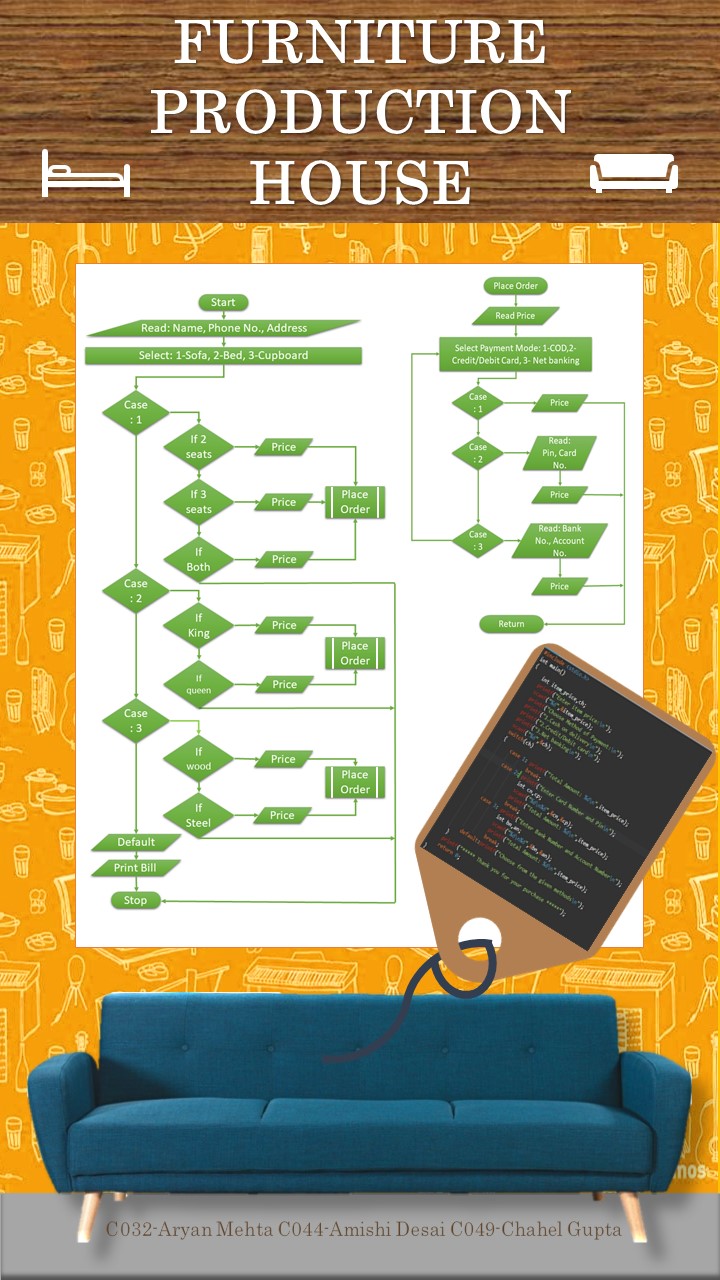 FURNITURE
PRODUCTION
HOUSE
Start
Read: Name, Phone No., Address
Select: 1-Sofa, 2-Bed, 3-Cupboard
Case
: 1
If 2
seats
Price
If 3
seats
Price
Place
Order
If
Both
Price
Case
: 2
If
King
Price
Place
Order
If
queen
Price
Case
: 3
If
wood
Price
Place
Order
If
Steel
Price
Default
Print Bill
Stop
Place Order
Read Price
Select Payment Mode: 1-COD,2-
Credit/Debit Card, 3- Net banking
Case
: 1
Price
Case
: 2
Read:
Pin, Card
No.
Price
Case
: 3
Read: Bank
No., Account
No.
Price
Return
int main()
{
int item_price,ch;
C032-Aryan Mehta C044-Amishi Desai C049-Chahel Gupta